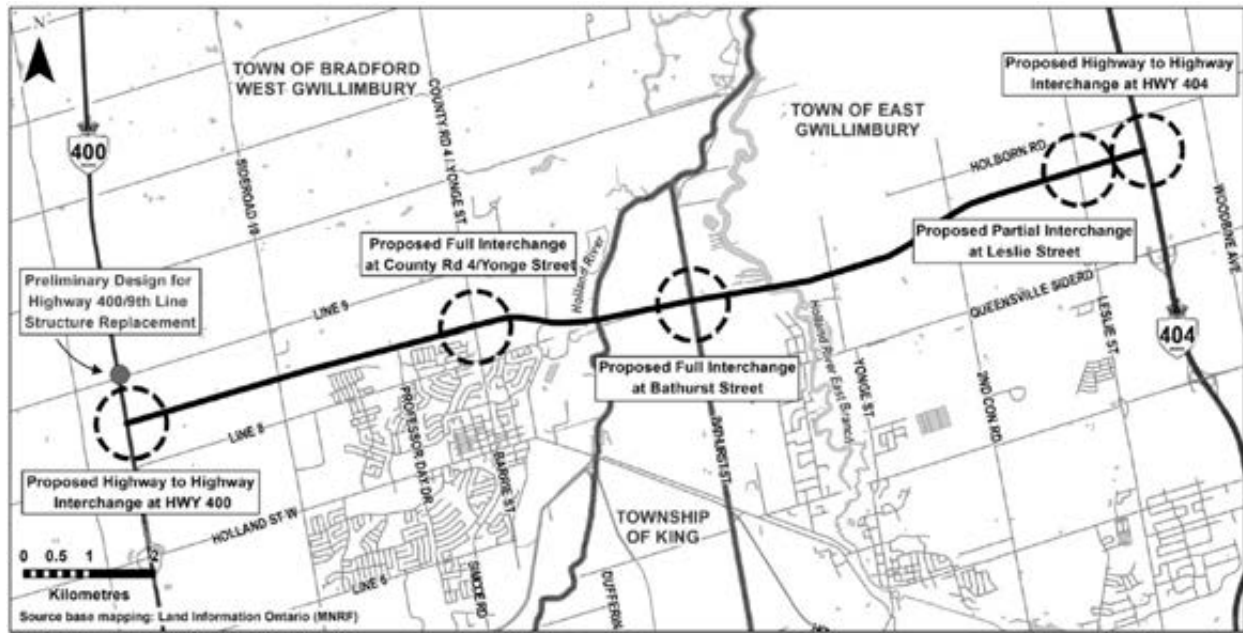 N
TOWN OF BRADFORD
WEST GWILLIMBURY
COUNTY RD 4 / YONGE ST
TOWN OF EAST
GWILLIMBURY
Proposed Highway to Highway
Interchange at HWY 404
400
SIDEROAD 10
HOLBORN RD
WOODBINE AVE
Proposed Full Interchange
at County Rd 4/Yonge Street
Holland River
Proposed Partial Interchange
at Leslie Street
Preliminary Design for
Highway 400/9th Line
Structure Replacement
LINE 9
QUEENSVILLE SIDERD
LESLIE ST
404
Proposed Full Interchange
at Bathurst Street
Holland River East Branch
YONGE ST
2ND CON RD
LINE 8
PROFESSOR DAY DR
BARRIE ST
BATHURST ST
Proposed Highway to Highway
Interchange at HWY 400
HOLLAND ST W
TOWNSHIP
OF KING
0 0.5 1 2
Kilometres
LINE 6
SIMCOE RD
DUFFERIN
Source base mapping: Land Information Ontario (MNRF)